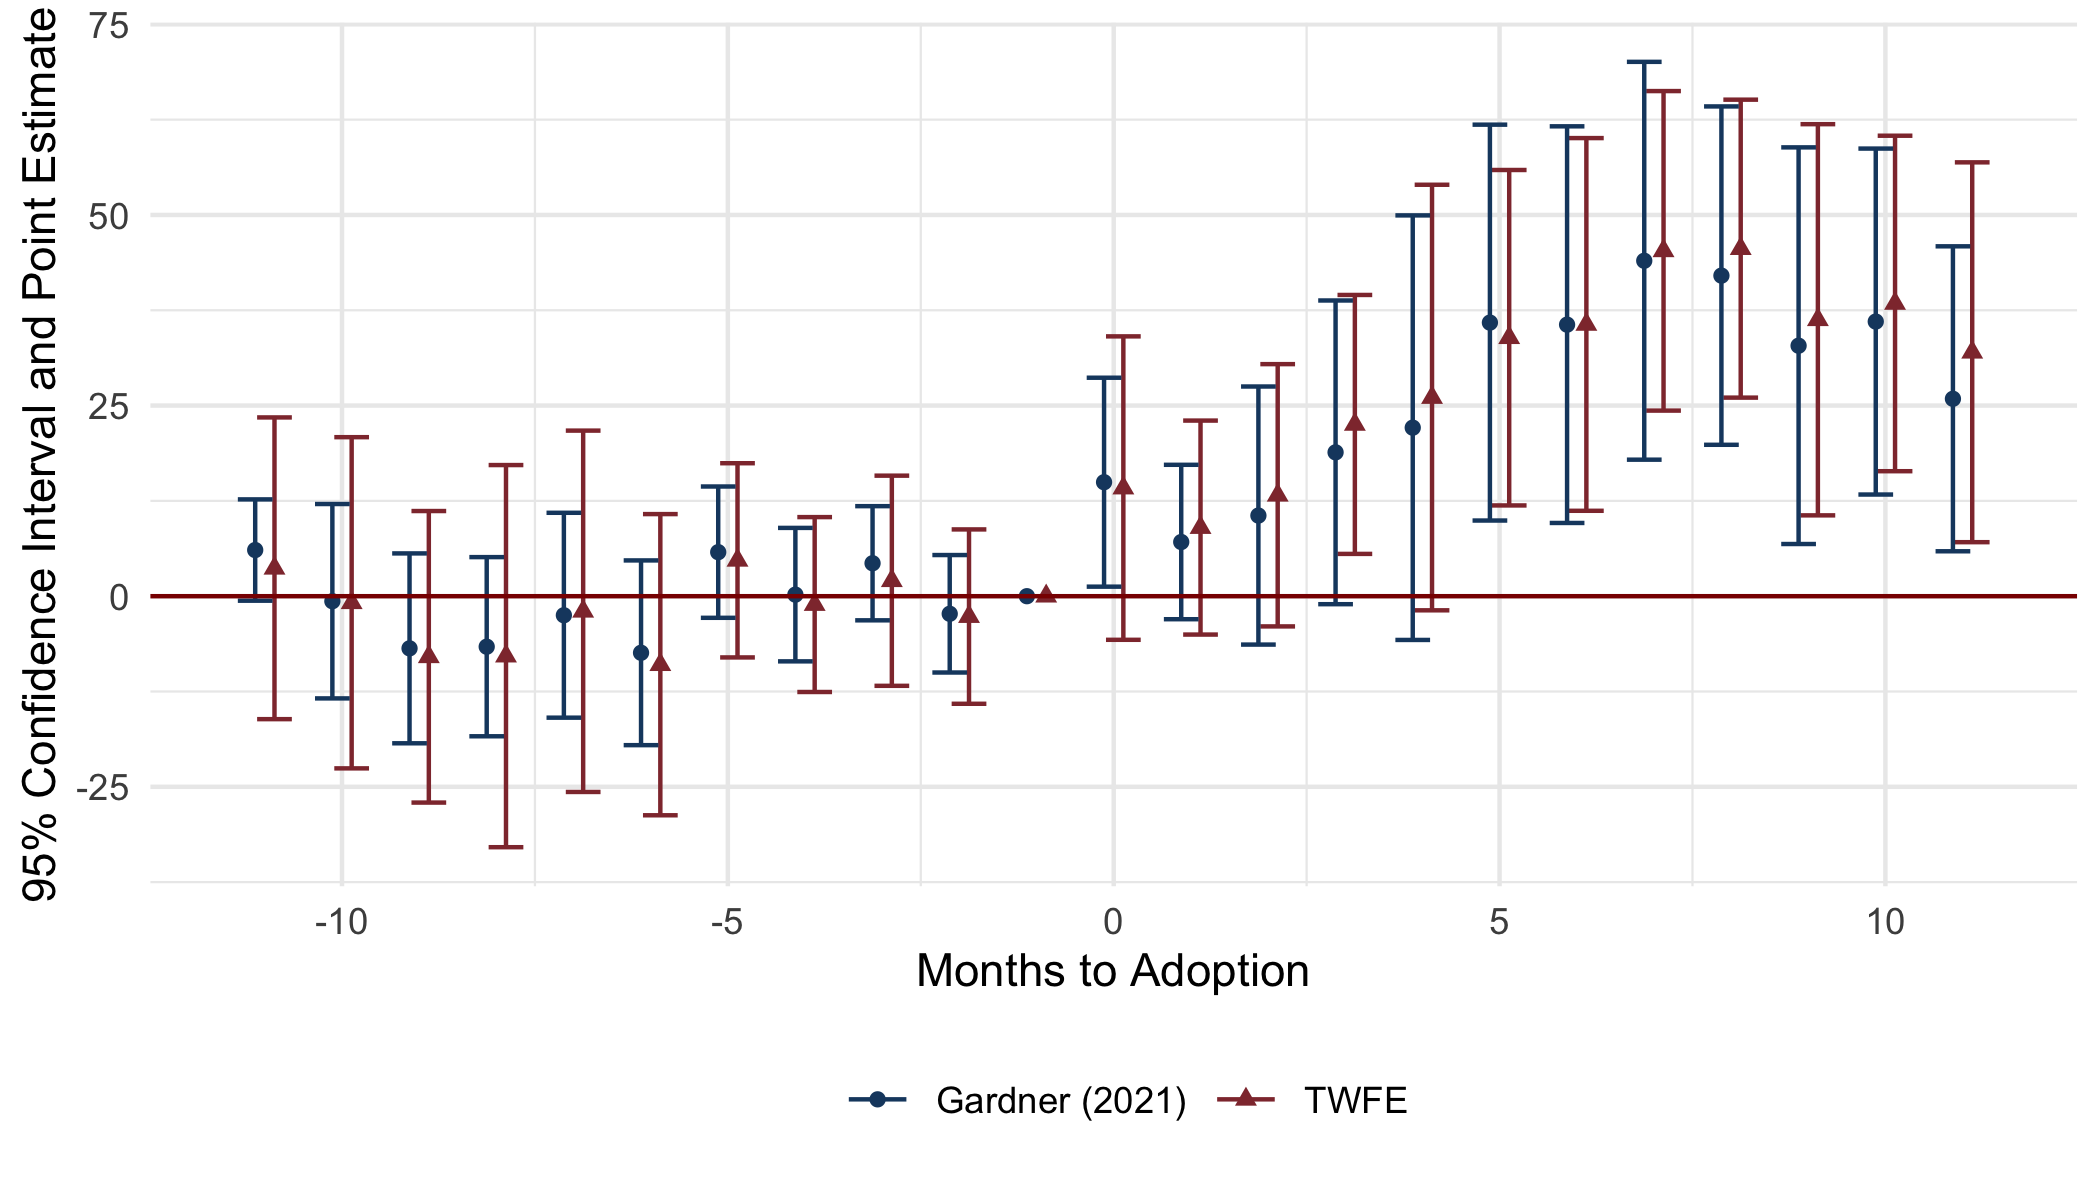 95% Confidence Interval and Point Estimate
75
50
25
0
-25
-10 -5 0 5 10
Months to Adoption
Gardner (2021) TWFE